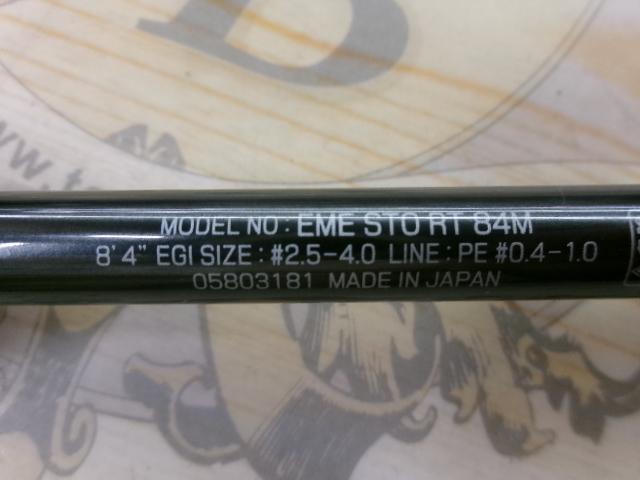 B
www.t
MODEL NO : EME STO RT 84M
8' 4" EGI SIZE : #2.5-4.0 LINE : PE #0.4-1.0
05803181 MADE IN JAPAN